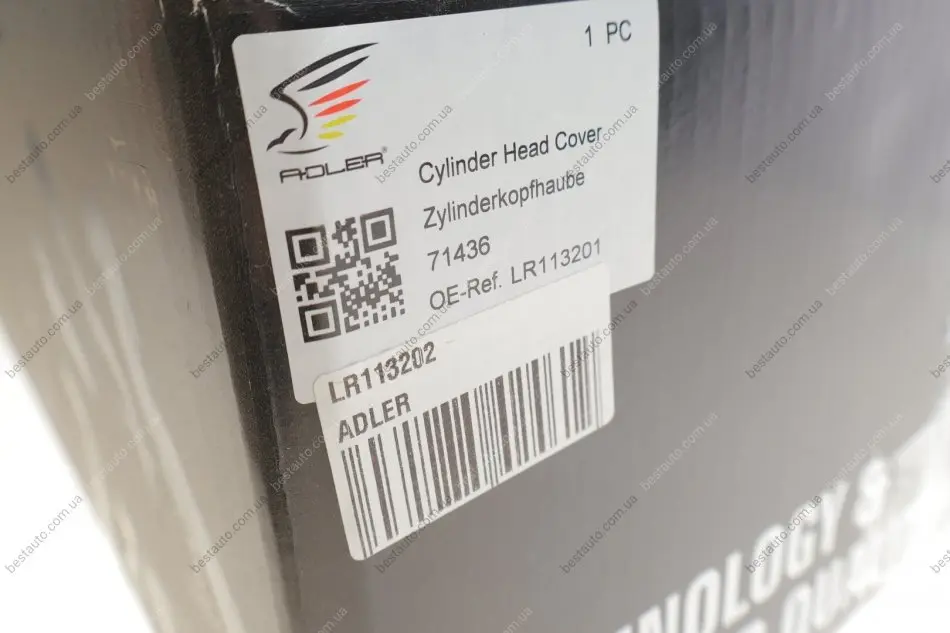 1 PC
ADLER®
Cylinder Head Cover
Zylinderkopfhaube
71436
OE-Ref. LR113201
LR113202
ADLER
bestauto.com.ua